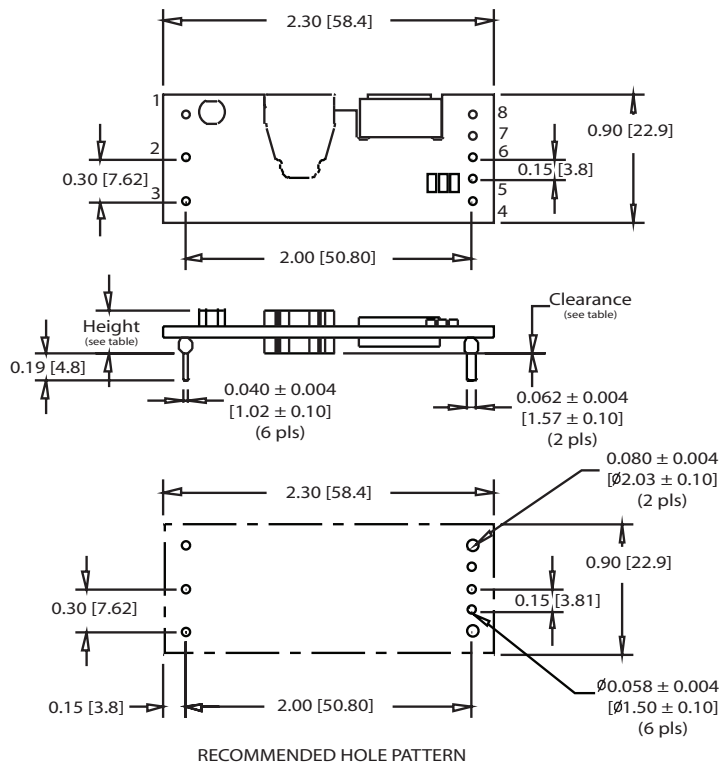 2.30 [58.4]
1
8
7
2
6
0.90 [22.9]
0.30 [7.62]
0.15 [3.8]
3
5
4
2.00 [50.80]
Height
(see table)
Clearance
(see table)
0.19 [4.8]
0.040 ± 0.004
[1.02 ± 0.10]
(6 pls)
0.062 ± 0.004
[1.57 ± 0.10]
(2 pls)
0.080 ± 0.004
[Ø2.03 ± 0.10]
(2 pls)
2.30 [58.4]
0.90 [22.9]
0.30 [7.62]
0.15 [3.81]
0.15 [3.8]
2.00 [50.80]
Ø0.058 ± 0.004
[Ø1.50 ± 0.10]
(6 pls)
RECOMMENDED HOLE PATTERN